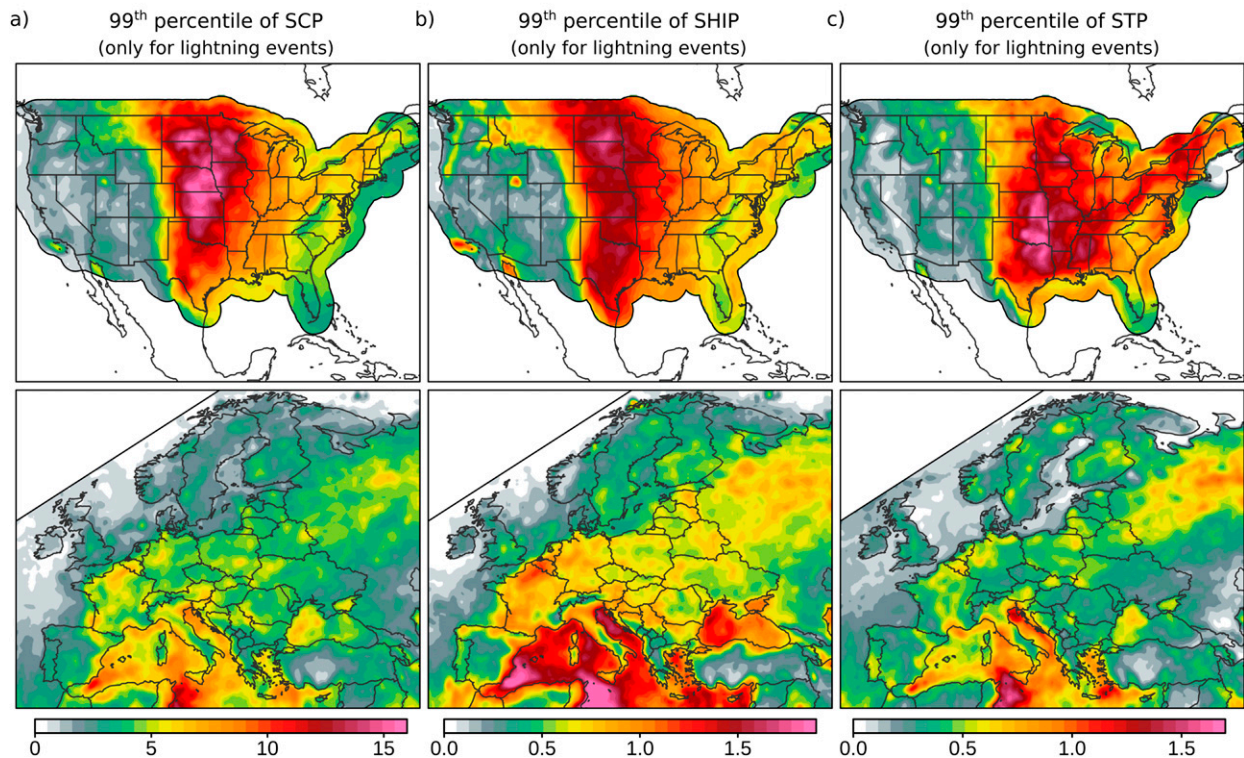 a) 99th percentile of SCP
(only for lightning events)
b) 99th percentile of SHIP
(only for lightning events)
c) 99th percentile of STP
(only for lightning events)
0 5 10 15
0.0 0.5 1.0 1.5
0.0 0.5 1.0 1.5